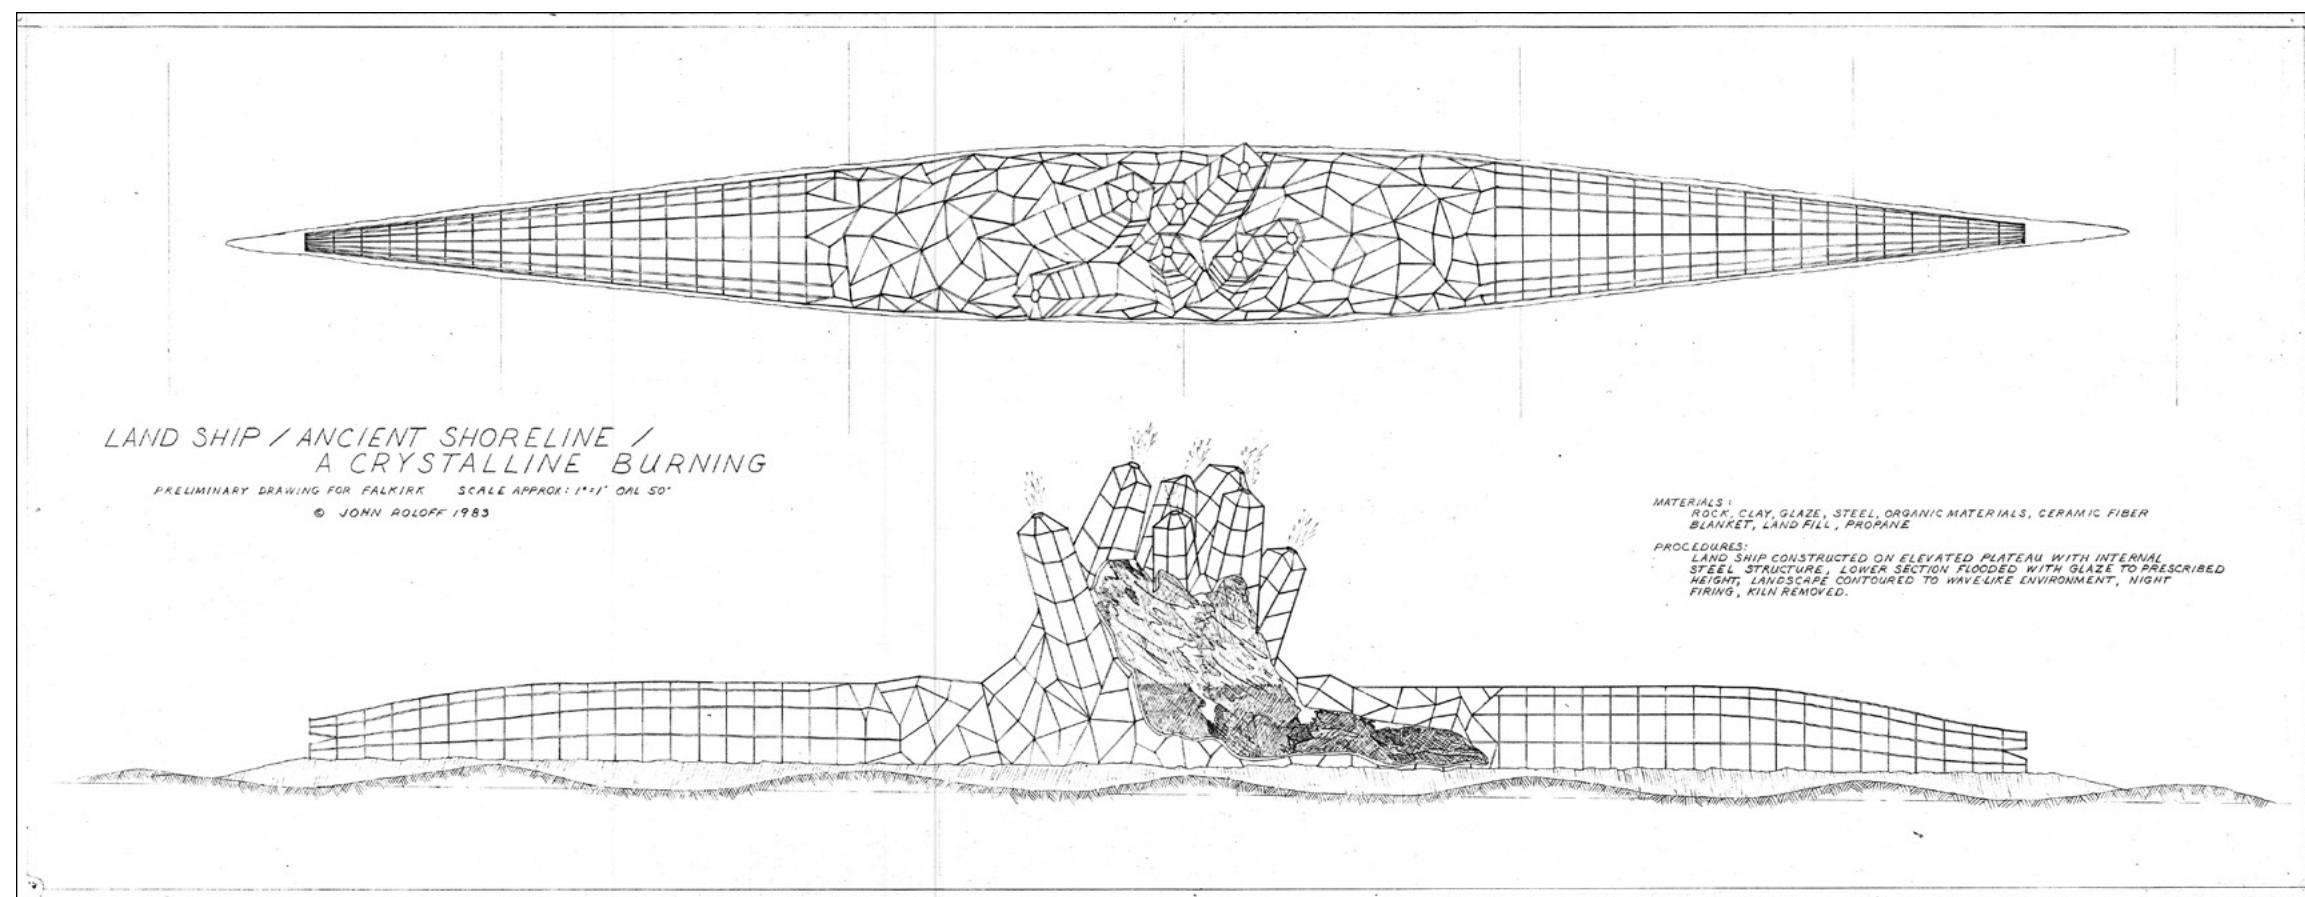 LAND SHIP / ANCIENT SHORELINE /
A CRYSTALLINE BURNING
PRELIMINARY DRAWING FOR FALKIRK SCALE APPROX: 1"=1' OAL 50'
© JOHN ROLOFF 1983
MATERIALS:
ROCK, CLAY, GLAZE, STEEL, ORGANIC MATERIALS, CERAMIC FIBER
BLANKET, LAND FILL, PROPANE
PROCEDURES:
LAND SHIP CONSTRUCTED ON ELEVATED PLATEAU WITH INTERNAL
STEEL STRUCTURE, LOWER SECTION FLOODED WITH GLAZE TO PRESCRIBED
HEIGHT, LANDSCAPE CONTOURED TO WAVE-LIKE ENVIRONMENT, NIGHT
FIRING, KILN REMOVED.